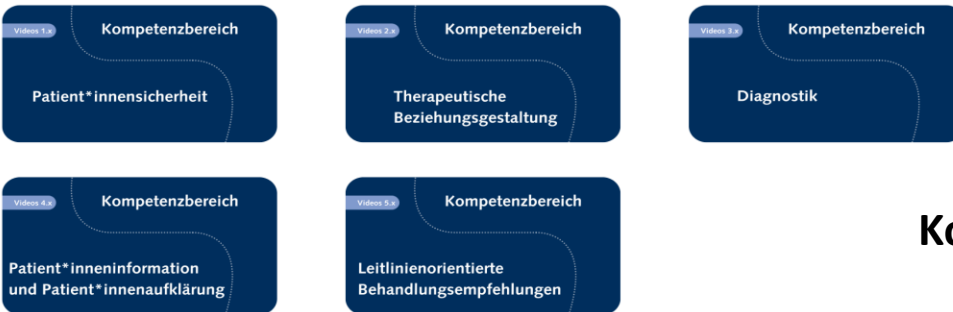 Videos 1.x
Kompetenzbereich
Patient*innensicherheit
Videos 2.x
Kompetenzbereich
Therapeutische
Beziehungsgestaltung
Videos 3.x
Kompetenzbereich
Diagnostik
Videos 4.x
Kompetenzbereich
Patient*inneninformation
und Patient*innenaufklärung
Videos 5.x
Kompetenzbereich
Leitlinienorientierte
Behandlungsempfehlungen